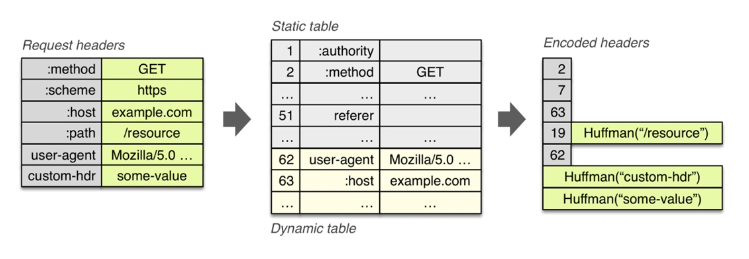 Request headers
:method GET
:scheme https
:host example.com
:path /resource
user-agent Mozilla/5.0 ...
custom-hdr some-value
Static table
1 :authority
2 :method GET
... ... ...
51 referer
... ... ...
62 user-agent Mozilla/5.0 ...
63 :host example.com
... ... ...
Dynamic table
Encoded headers
2
7
63
19 Huffman(“/resource”)
62
Huffman(“custom-hdr”)
Huffman(“some-value”)